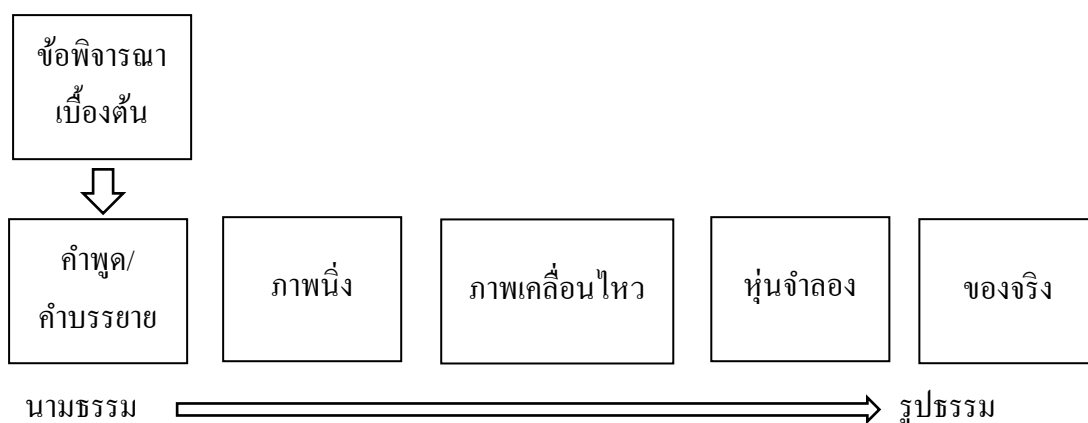 ข้อพิจารณา
เบื้องต้น
คำพูด/
คำบรรยาย
ภาพนิ่ง
ภาพเคลื่อนไหว
หุ่นจำลอง
ของจริง
นามธรรม
รูปธรรม